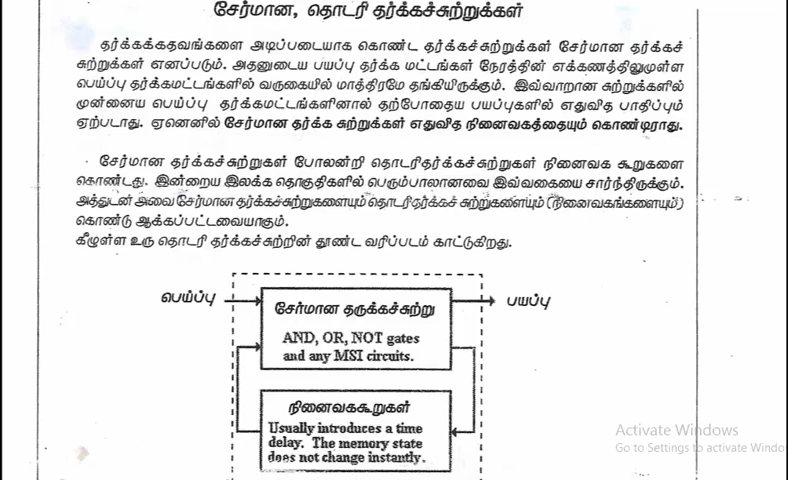 சேர்மான, தொடரி தர்க்கச்சுற்றுக்கள்
தர்க்கக்கதவங்களை அடிப்படையாக கொண்ட தர்க்கச்சுற்றுக்கள் சேர்மான தர்க்கச்
சுற்றுக்கள் எனப்படும். அதனுடைய பயப்பு தர்க்க மட்டங்கள் நேரத்தின் எக்கணத்திலுமுள்ள
பெய்ப்பு தர்க்கமட்டங்களில் வருகையில் மாத்திரமே தங்கியிருக்கும். இவ்வாறான சுற்றுக்களில்
முன்னைய பெய்ப்பு தர்க்கமட்டங்களினால் தற்போதைய பயப்புகளில் எதுவித பாதிப்பும்
ஏற்படாது. ஏனெனில் சேர்மான தர்க்க சுற்றுக்கள் எதுவித நினைவகத்தையும் கொண்டிராது.
சேர்மான தர்க்கச்சுற்றுக்கள் போலன்றி தொடரிதர்க்கச்சுற்றுக்கள் நினைவக கூறுகளை
கொண்டது. இன்றைய இலக்க தொகுதிகளில் பெரும்பாலானவை இவ்வகையை சார்ந்திருக்கும்.
அத்துடன் அவை சேர்மான தர்க்கச்சுற்றுக்களையும் தொடரிதர்க்கச் சுற்றுக்களையும் (நினைவகங்களையும்)
கொண்டு ஆக்கப்பட்டவையாகும்.
கீழுள்ள உரு தொடரி தர்க்கச்சுற்றின் தூண்ட வரிப்படம் காட்டுகிறது.
பெய்ப்பு
சேர்மான தருக்கச்சுற்று
பயப்பு
AND, OR, NOT gates
and any MSI circuits.
நினைவககூறுகள்
Usually introduces a time
delay. The memory state
does not change instantly.
Activate Windows
Go to Settings to activate Windo